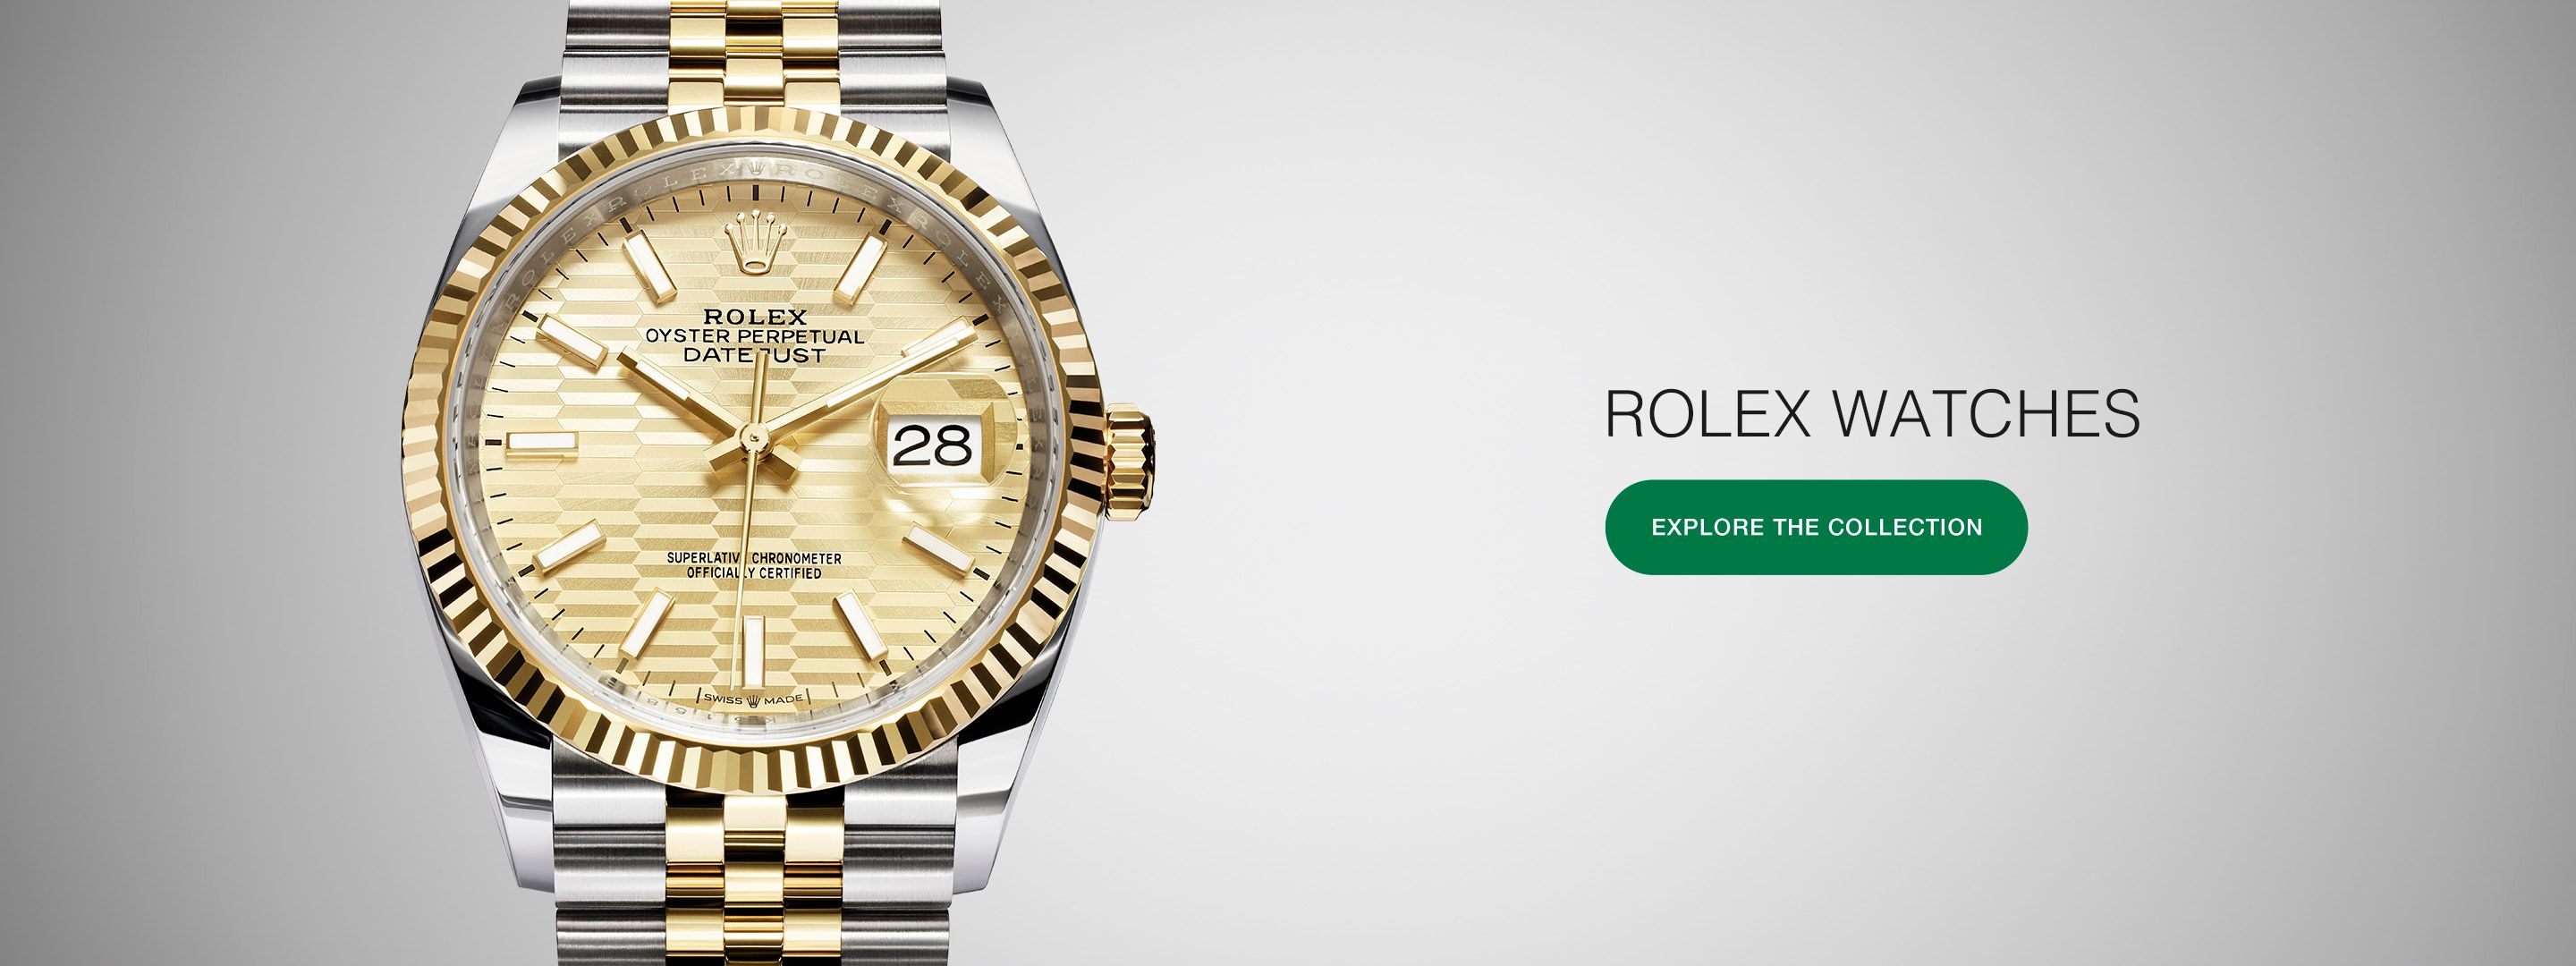 ROLEX
OYSTER PERPETUAL
DATEJUST
28
SUPERLATIVE CHRONOMETER
OFFICIALLY CERTIFIED
SWISS MADE
ROLEX WATCHES
EXPLORE THE COLLECTION